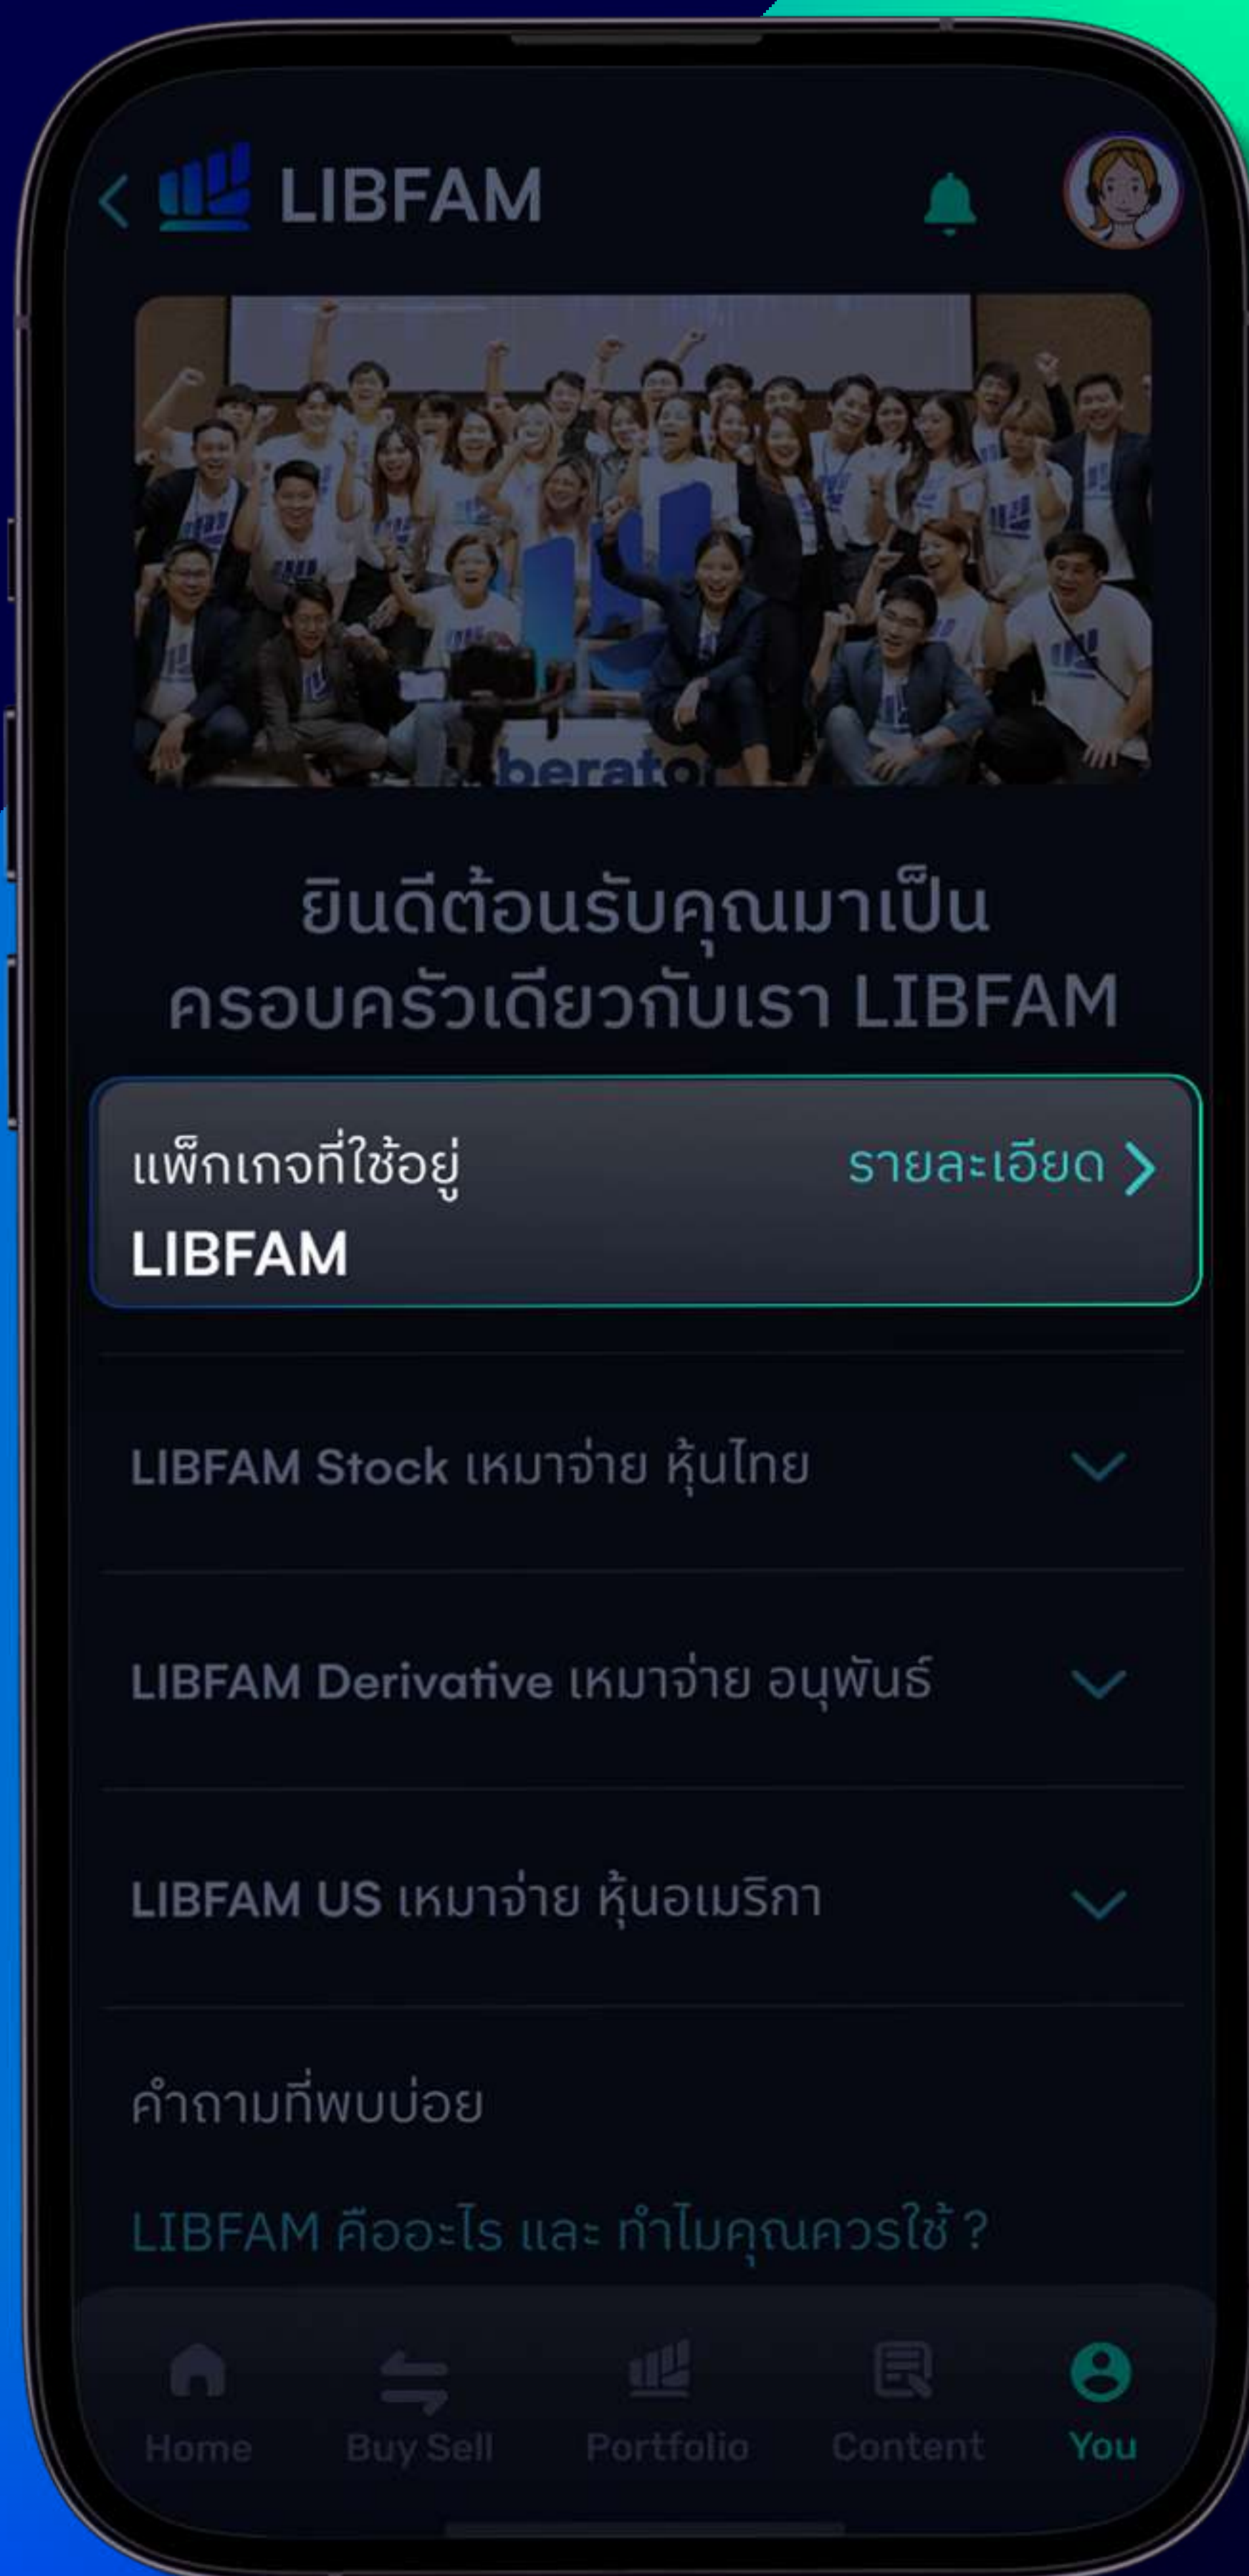 LIBFAM
berator
ยินดีต้อนรับคุณมาเป็น
ครอบครัวเดียวกับเรา LIBFAM
แพ็กเกจที่ใช้อยู่
รายละเอียด
LIBFAM
LIBFAM Stock เหมาจ่าย หุ้นไทย
LIBFAM Derivative เหมาจ่าย อนุพันธ์
LIBFAM US เหมาจ่าย หุ้นอเมริกา
คำถามที่พบบ่อย
LIBFAM คืออะไร และ ทำไมคุณควรใช้ ?
Home
Buy Sell
Portfolio
Content
You